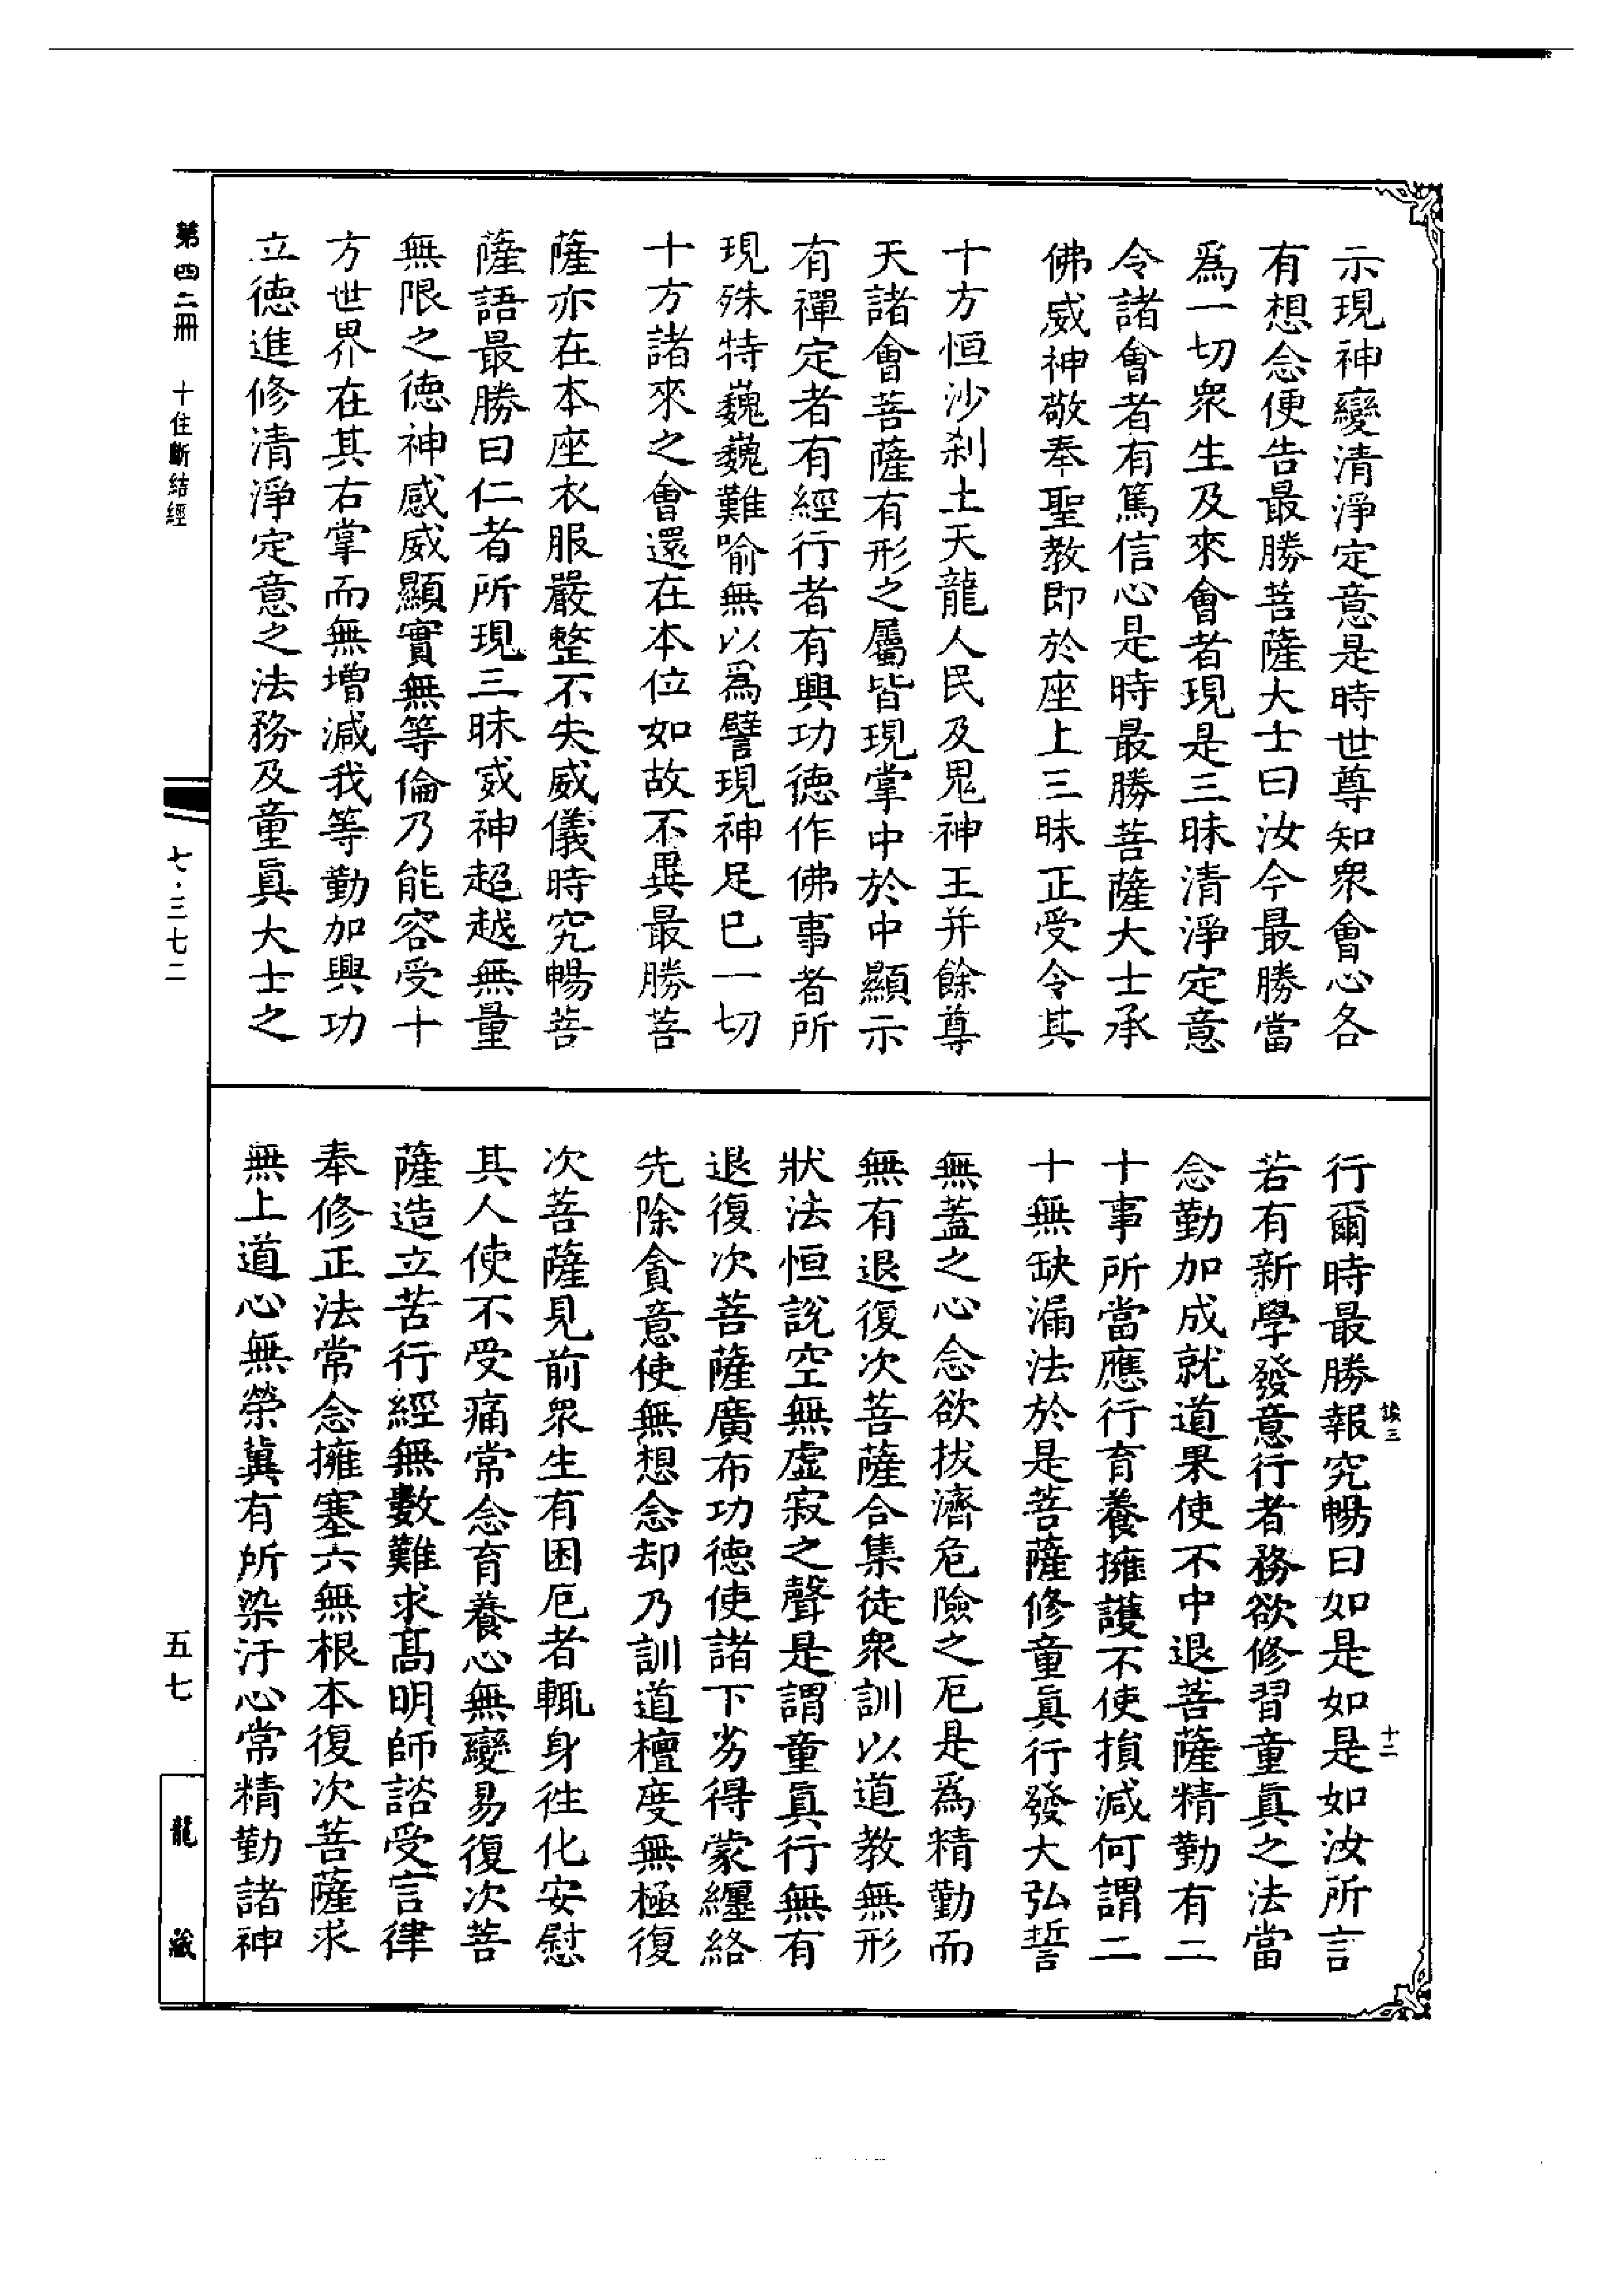 示現神變清淨定意是時世尊知眾會心各
有想念便告最勝菩薩大士曰汝今最勝當
爲一切眾生及來會者現是三昧清淨定意
令諸會者有篤信心是時最勝菩薩大士承
佛威神敬奉聖教即於座上三昧正受令其
十方恒沙剎土天龍人民及鬼神王并餘尊
天諸會菩薩有形之屬皆現掌中於中顯示
有禪定者有經行者有興功德作佛事者所
現殊特巍巍難喻無以爲譬現神足已一切
十方諸來之會還在本位如故不異最勝菩
薩亦在本座衣服嚴整不失威儀時究暢菩
薩語最勝曰仁者所現三昧威神超越無量
無限之德神感威顯實無等倫乃能容受十
方世界在其右掌而無增減我等勤加興功
立德進修清淨定意之法務及童眞大士之
行爾時最勝報究暢曰如是如是如汝所言
若有新學發意行者務欲修習童眞之法當
念勤加成就道果使不中退菩薩精勤有二
十事所當應行育養擁護不使損減何謂二
十無缺漏法於是菩薩修童眞行發大弘誓
無蓋之心念欲拔濟危險之厄是爲精勤而
無有退復次菩薩合集徒眾訓以道教無形
狀法恒說空無虛寂之聲是謂童眞行無有
退復次菩薩廣布功德使諸下劣得蒙纏絡
先除貪意使無想念却乃訓道檀度無極復
次菩薩見前眾生有困厄者輒身往化安慰
其人使不受痛常念育養心無變易復次菩
薩造立苦行經無數難求高明師諮受言律
奉修正法常念擁塞六無根本復次菩薩求
無上道心無榮冀有所染汙心常精勤諸神
第四二冊 十住斷結經
七·三七二
五七
龍藏
誒三
十二